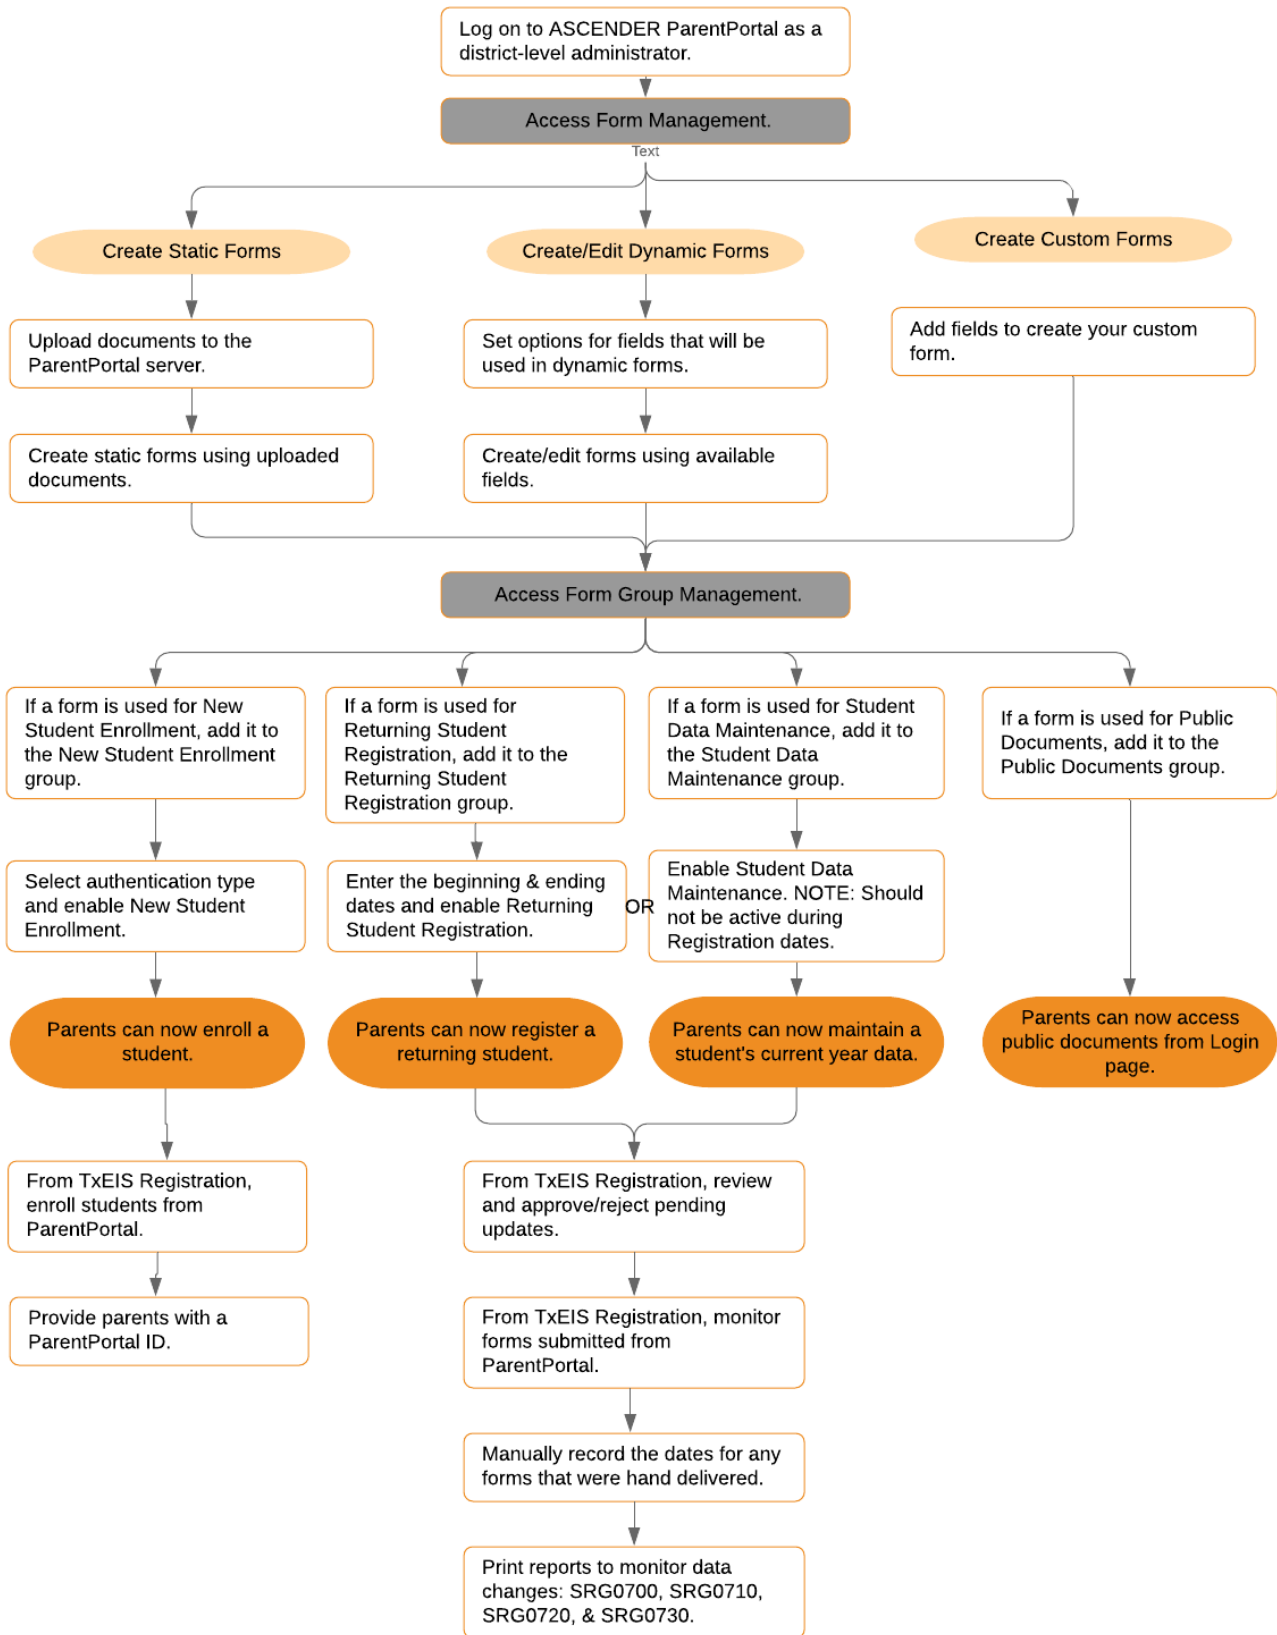 Log on to ASCENDER ParentPortal as a
district-level administrator.
Access Form Management.
Text
Create Static Forms
Create/Edit Dynamic Forms
Create Custom Forms
Upload documents to the
ParentPortal server.
Set options for fields that will be
used in dynamic forms.
Add fields to create your custom
form.
Create static forms using uploaded
documents.
Create/edit forms using available
fields.
Access Form Group Management.
If a form is used for New
Student Enrollment, add it to
the New Student Enrollment
group.
If a form is used for
Returning Student
Registration, add it to the
Returning Student
Registration group.
If a form is used for Student
Data Maintenance, add it to
the Student Data
Maintenance group.
If a form is used for Public
Documents, add it to the
Public Documents group.
Select authentication type
and enable New Student
Enrollment.
Enter the beginning & ending
dates and enable Returning
Student Registration.
OR
Enable Student Data
Maintenance. NOTE: Should
not be active during
Registration dates.
Parents can now enroll a
student.
Parents can now register a
returning student.
Parents can now maintain a
student's current year data.
Parents can now access
public documents from Login
page.
From TxEIS Registration,
enroll students from
ParentPortal.
From TxEIS Registration, review
and approve/reject pending
updates.
Provide parents with a
ParentPortal ID.
From TxEIS Registration, monitor
forms submitted from
ParentPortal.
Manually record the dates for any
forms that were hand delivered.
Print reports to monitor data
changes: SRG0700, SRG0710,
SRG0720, & SRG0730.